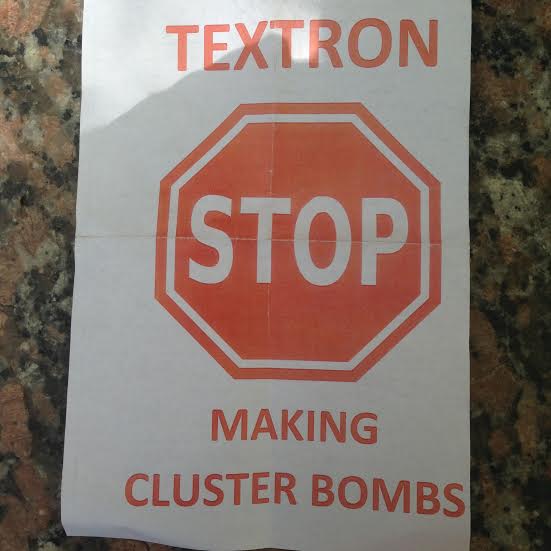 TEXTRON
STOP
MAKING
CLUSTER BOMBS